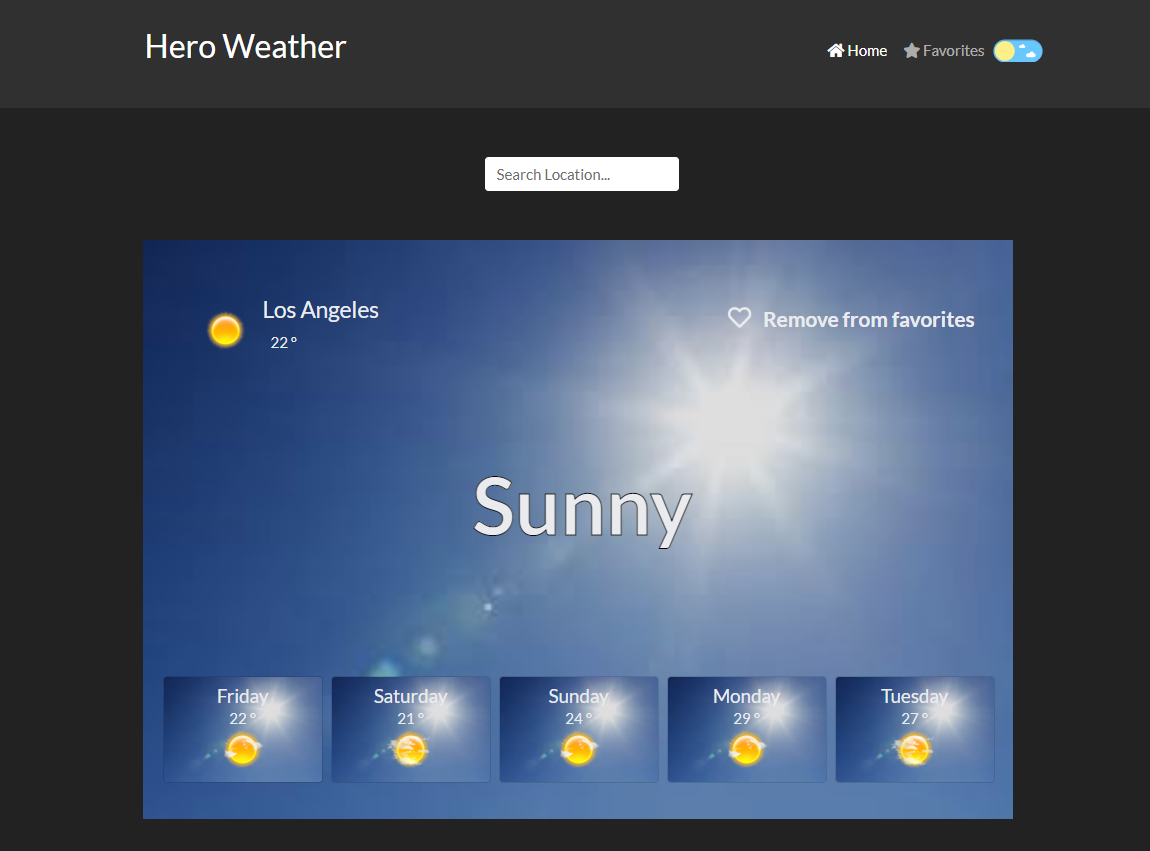 Hero Weather
Home Favorites
Search Location...
Los Angeles
22 º
Remove from favorites
Sunny
Friday
22 º
Saturday
21 º
Sunday
24 º
Monday
29 º
Tuesday
27 º